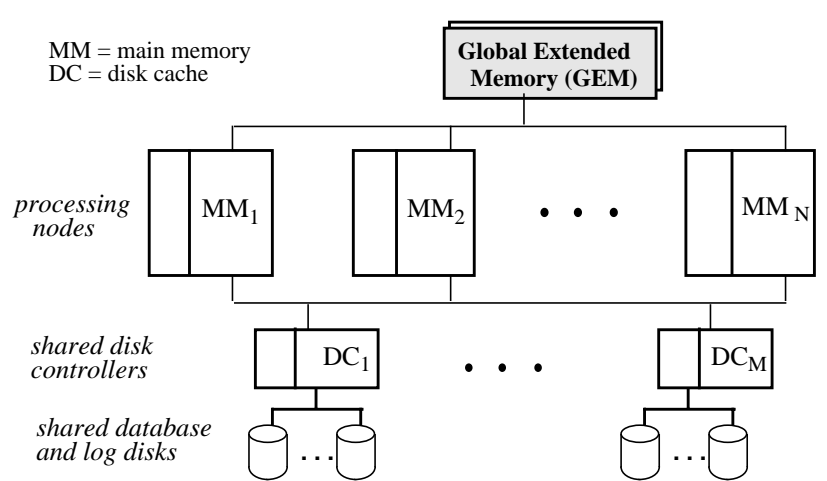 MM = main memory
DC = disk cache
Global Extended
Memory (GEM)
processing
nodes
MM1
MM2
• • •
MM N
shared disk
controllers
DC1
• • •
DCM
shared database
and log disks
. . .
. . .